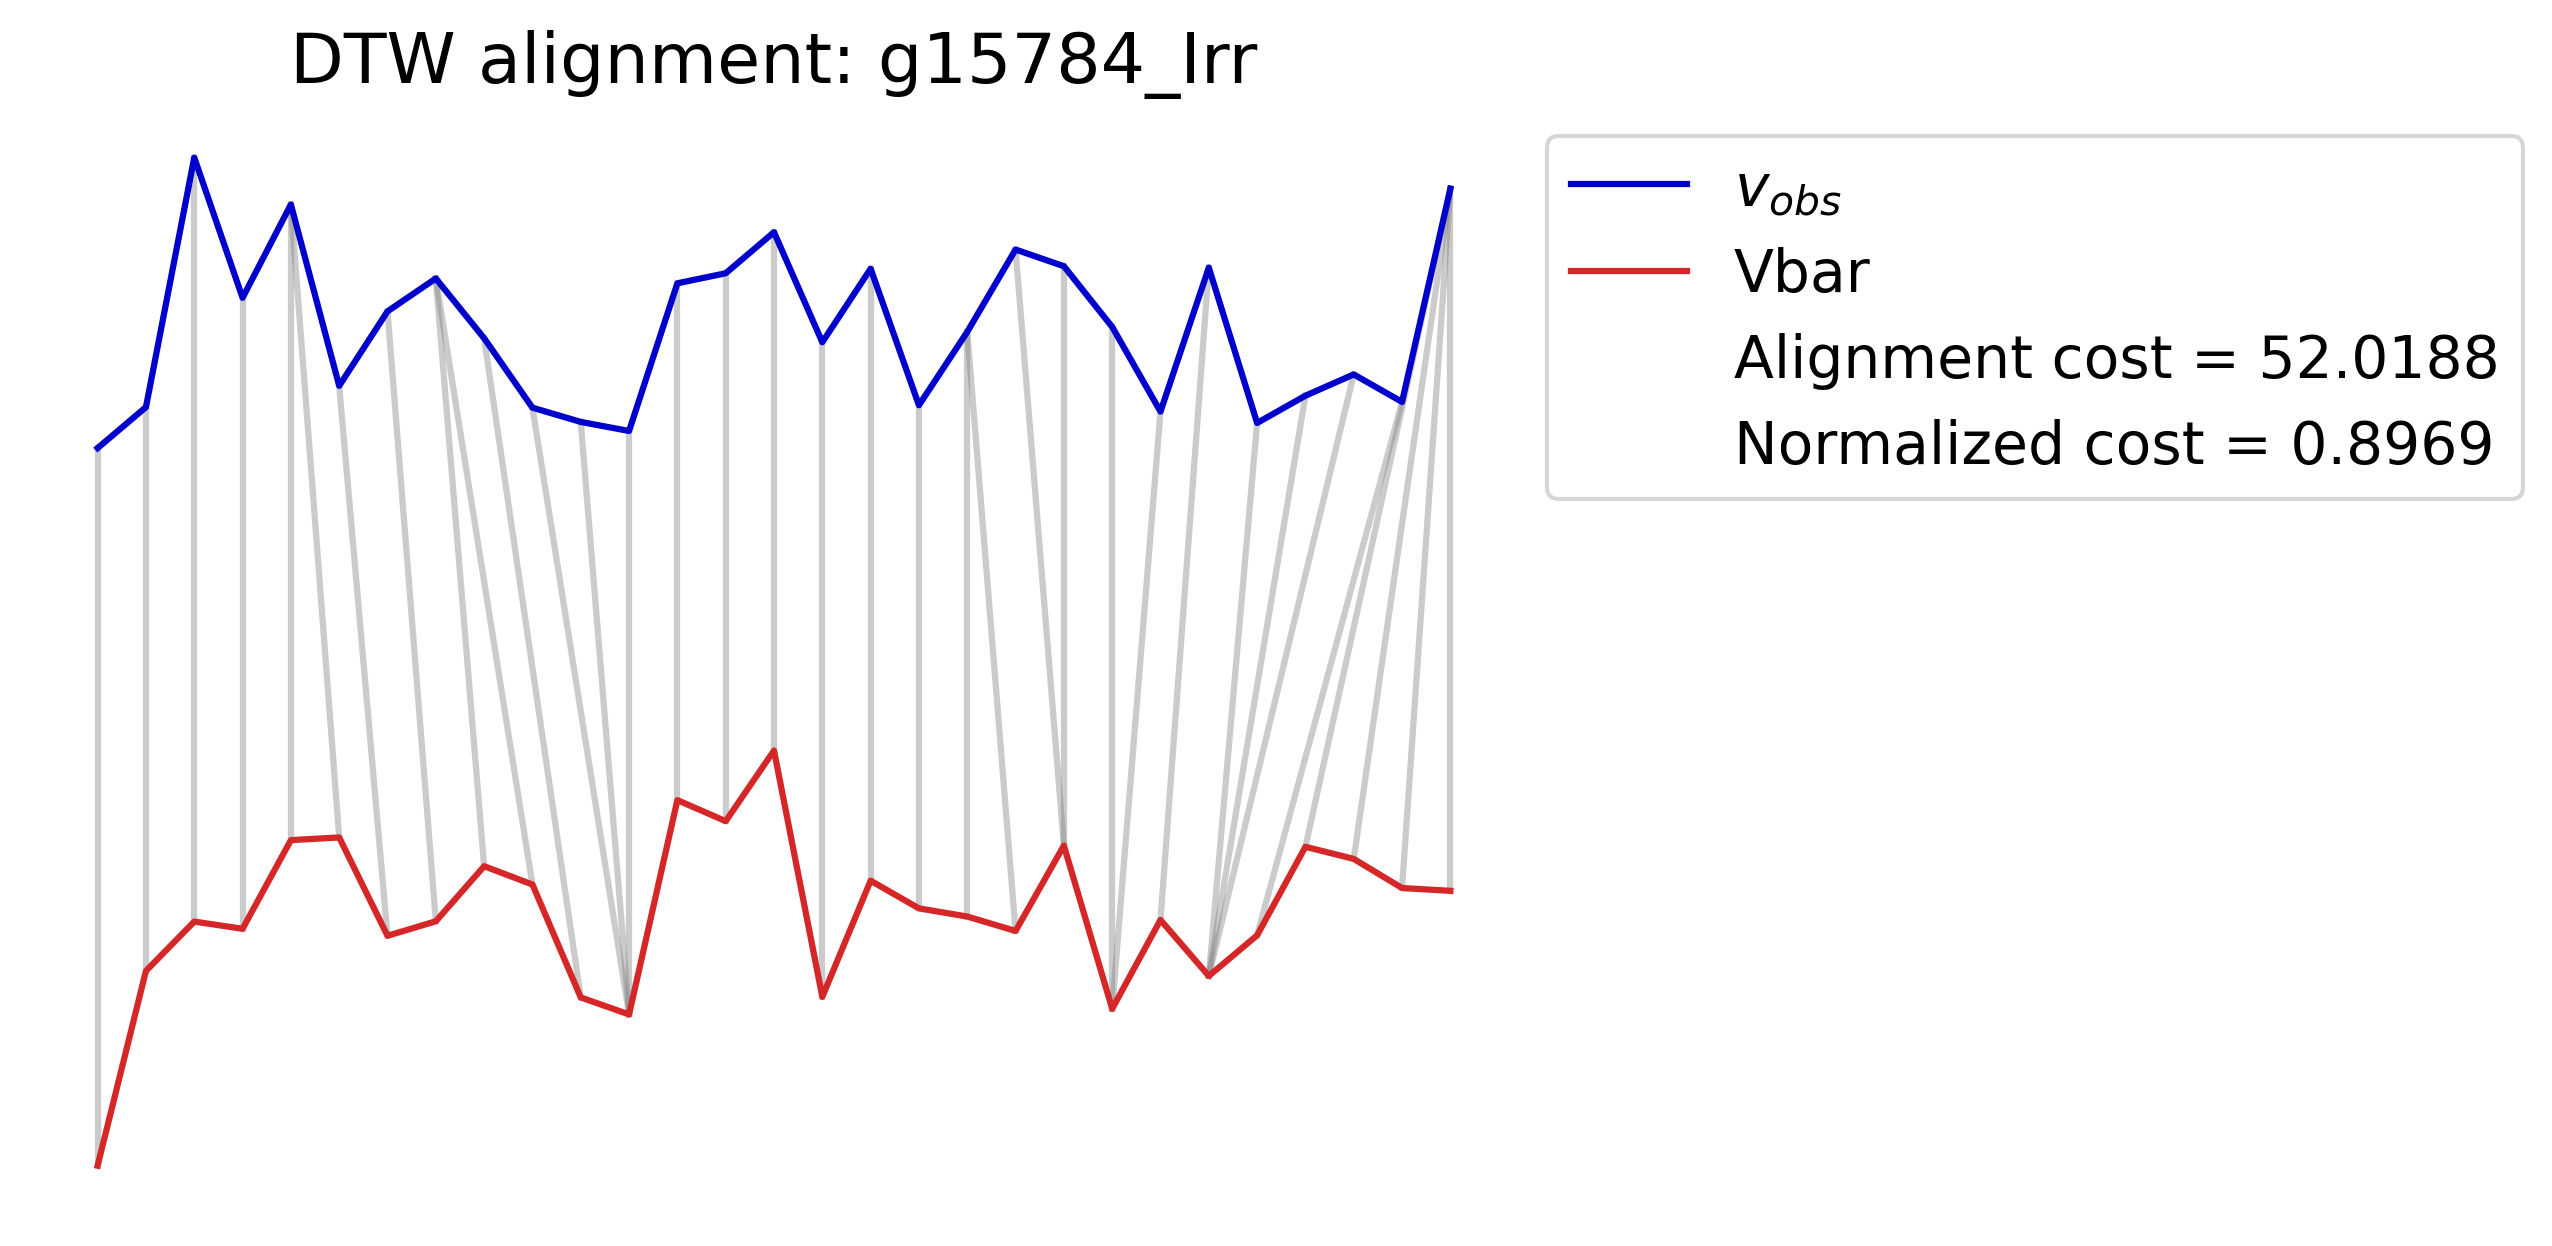 DTW alignment: g15784_Irr
v_obs
Vbar
Alignment cost = 52.0188
Normalized cost = 0.8969